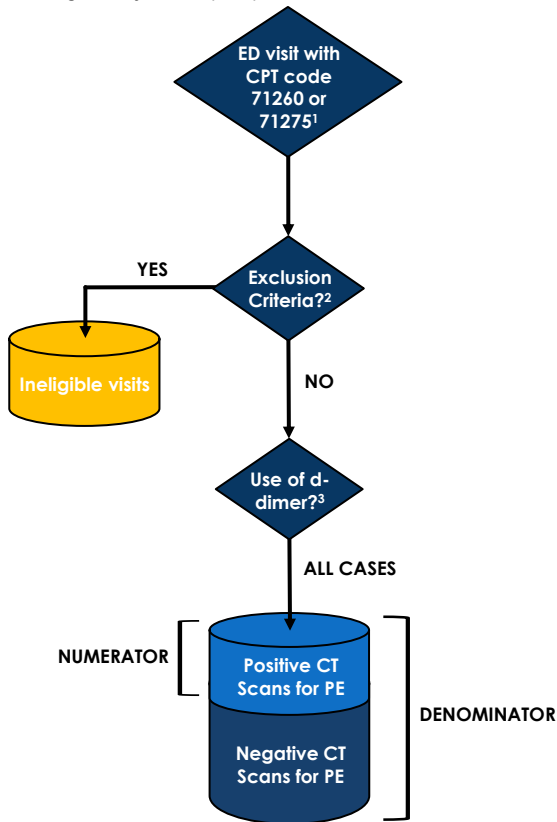 ED visit with
CPT code
71260 or
71275¹
YES
Exclusion
Criteria?²
Ineligible visits
NO
Use of d-
dimer?³
ALL CASES
NUMERATOR
Positive CT
Scans for PE
DENOMINATOR
Negative CT
Scans for PE